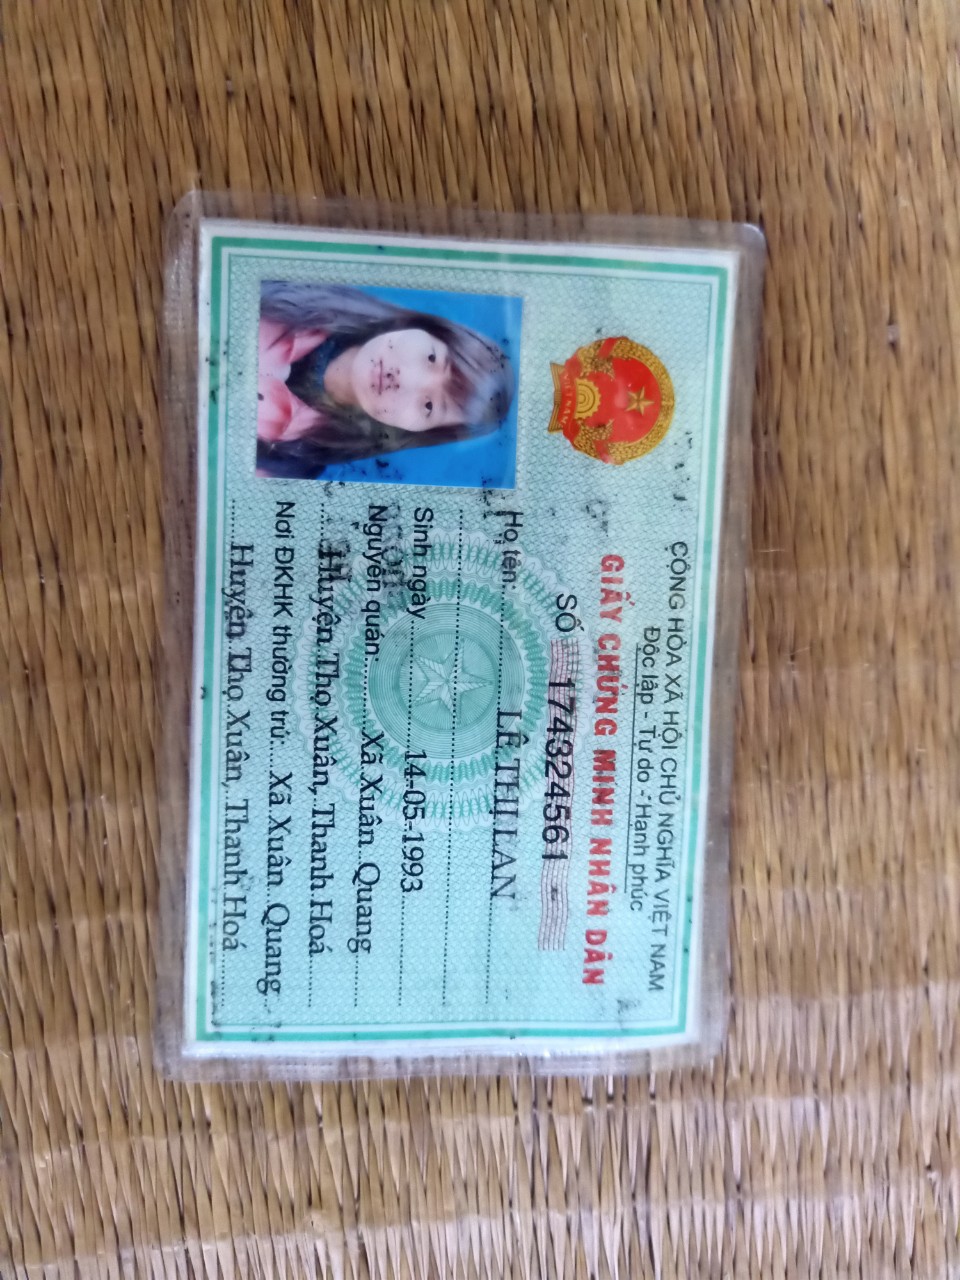 CỘNG HÒA XÃ HỘI CHỦ NGHĨA VIỆT NAM
Độc lập - Tự do - Hạnh phúc
GIẤY CHỨNG MINH NHÂN DÂN
SỐ 174324561
Họ tên: LÊ THỊ LAN
Sinh ngày 14-05-1993
Nguyên quán Xã Xuân Quang
Huyện Thọ Xuân, Thanh Hoá
Nơi ĐKHK thường trú: Xã Xuân Quang
Huyện Thọ Xuân, Thanh Hoá
VIỆT NAM